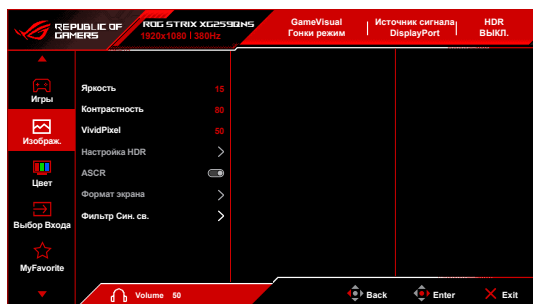 REPUBLIC OF
GAMERS
ROG STRIX XG259QNS
1920x1080 | 380Hz
GameVisual
Гонки режим
Источник сигнала
DisplayPort
HDR
ВЫКЛ.
Игры
Изображ.
Цвет
Выбор Входа
MyFavorite
Яркость 15
Контрастность 50
VividPixel 50
Настройка HDR
ASCR
Формат экрана
Фильтр Син. св.
Volume 50
Back
Enter
Exit